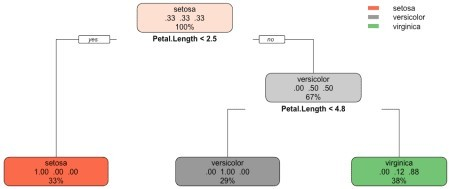 setosa
versicolor
virginica
setosa
.33 .33 .33
100%
yes
Petal.Length < 2.5
no
versicolor
.00 .50 .50
67%
Petal.Length < 4.8
setosa
1.00 .00 .00
33%
versicolor
.00 1.00 .00
29%
virginica
.00 .12 .88
38%